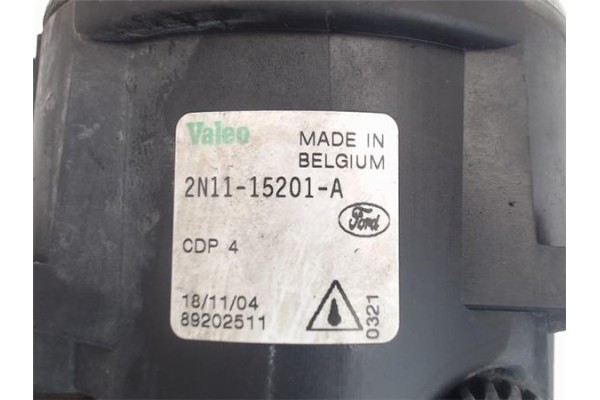 Valeo
MADE IN
BELGIUM
2N11-15201-A
Ford
CDP 4
18/11/04
89202511
0321